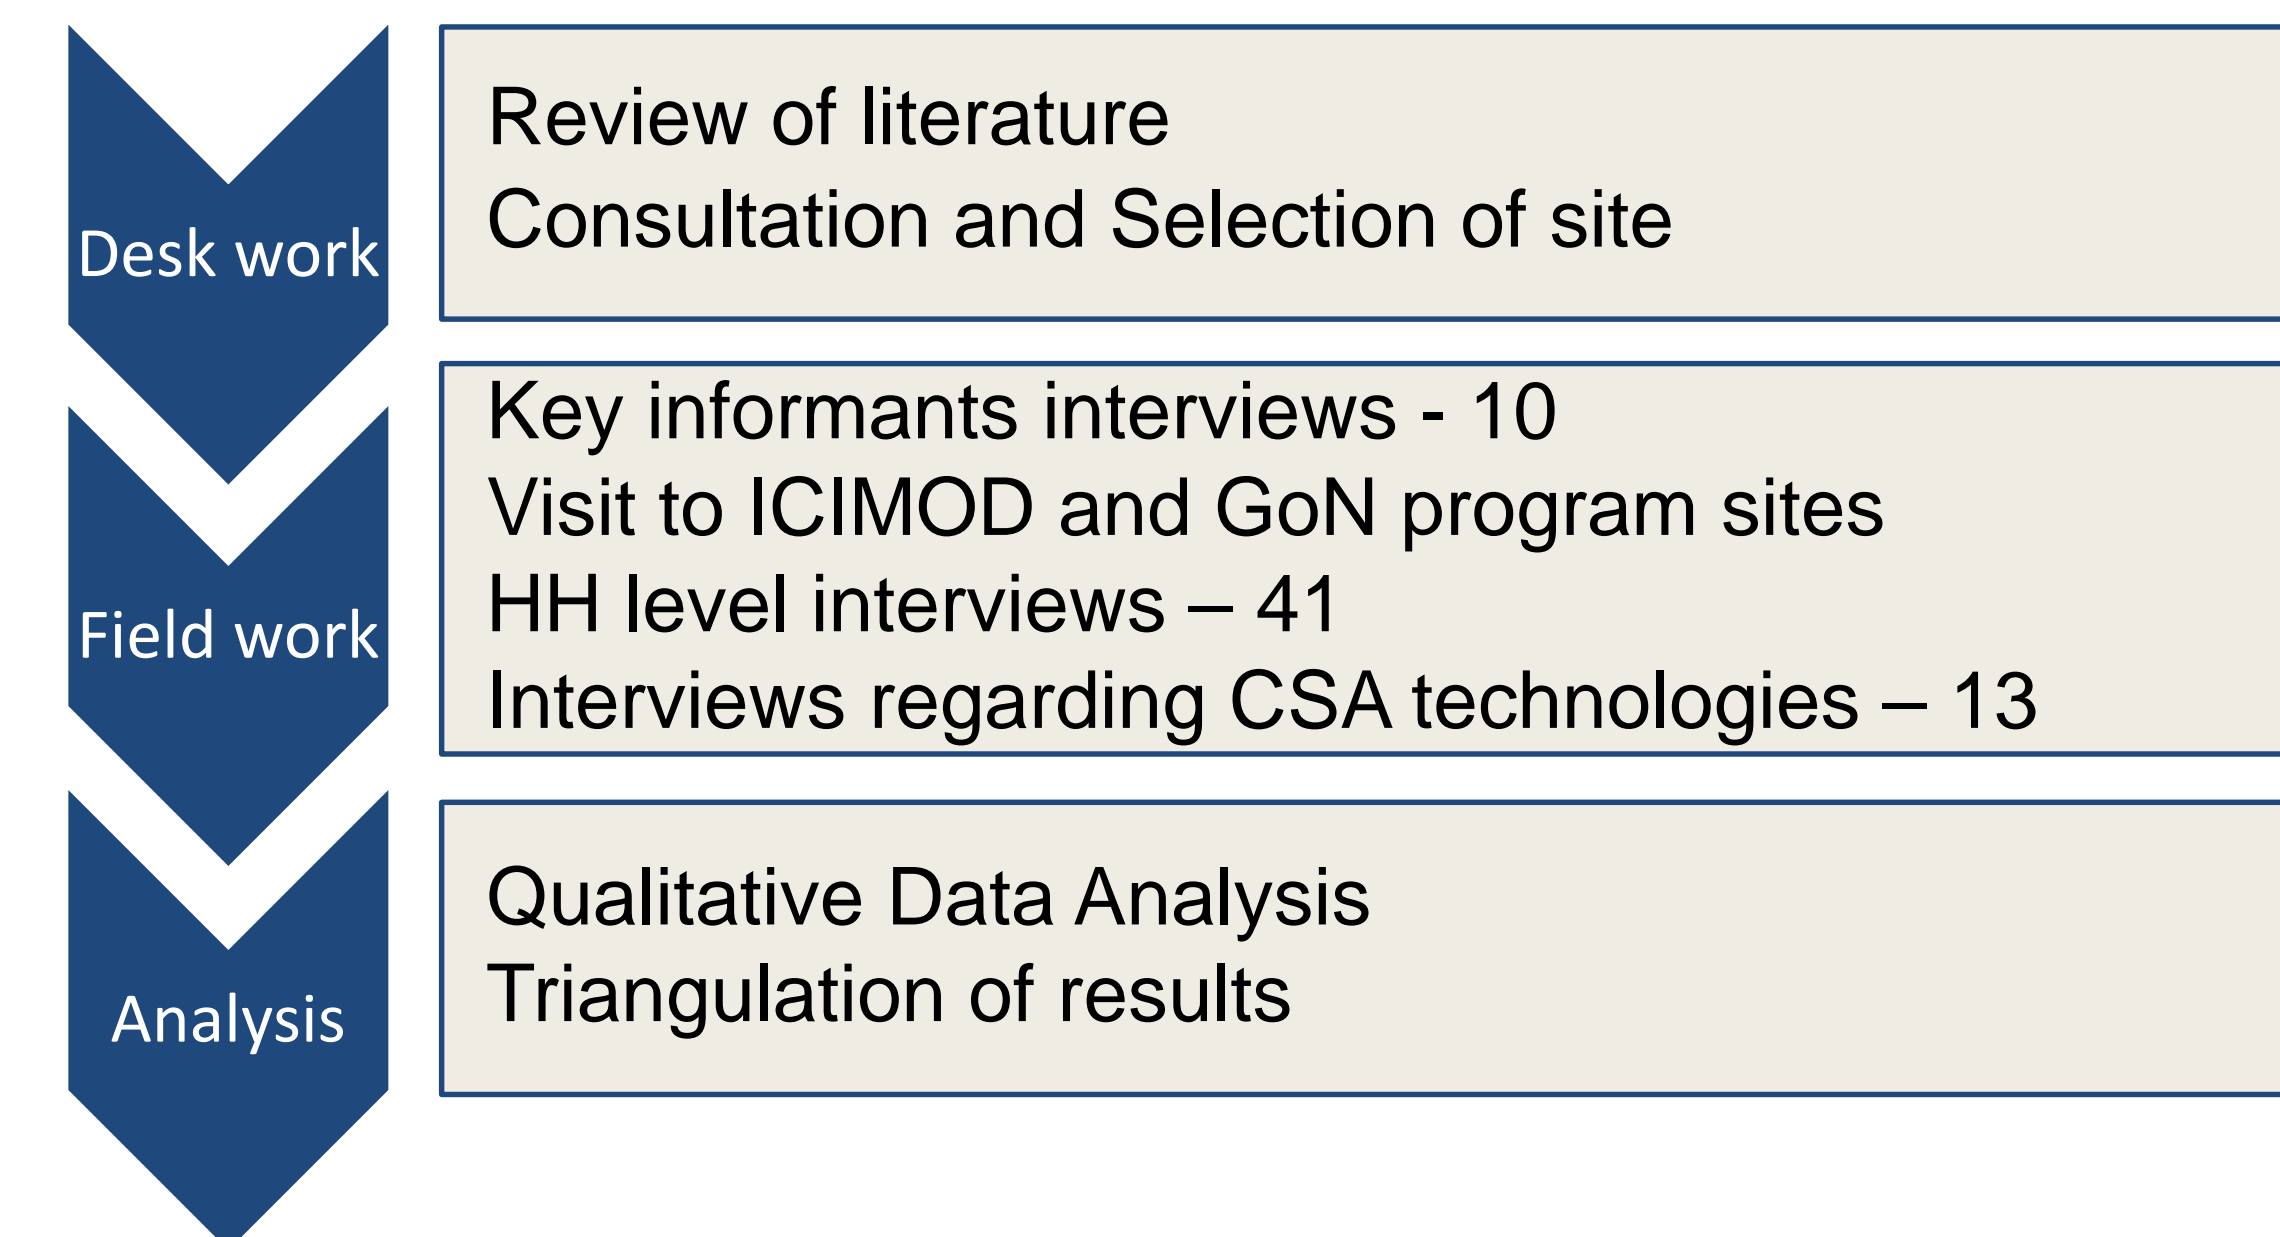 Desk work
Review of literature
Consultation and Selection of site
Field work
Key informants interviews - 10
Visit to ICIMOD and GoN program sites
HH level interviews – 41
Interviews regarding CSA technologies – 13
Analysis
Qualitative Data Analysis
Triangulation of results